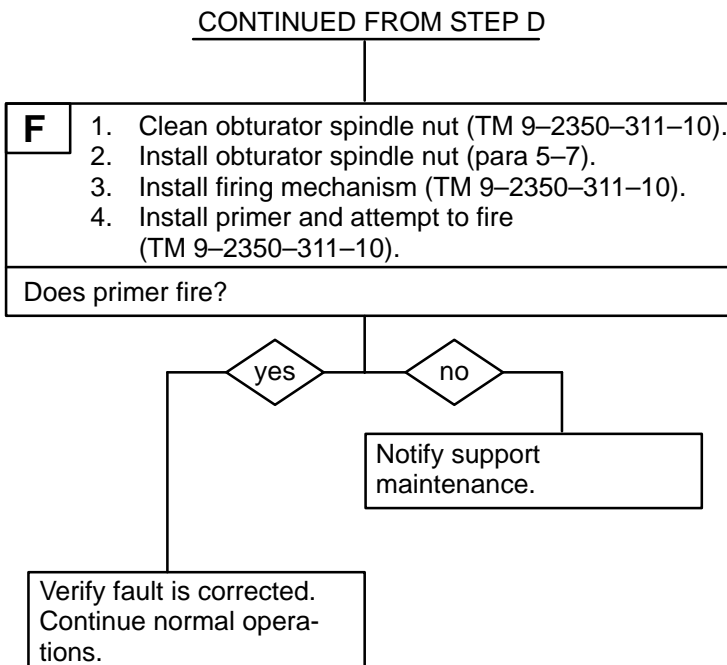 CONTINUED FROM STEP D
F
1. Clean obturator spindle nut (TM 9–2350–311–10).
2. Install obturator spindle nut (para 5–7).
3. Install firing mechanism (TM 9–2350–311–10).
4. Install primer and attempt to fire
(TM 9–2350–311–10).
Does primer fire?
yes
no
Notify support
maintenance.
Verify fault is corrected.
Continue normal opera-
tions.